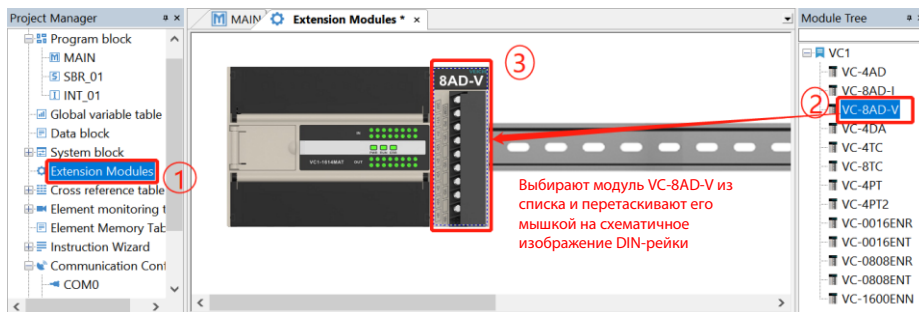 Project Manager
Program block
MAIN
SBR_01
INT_01
Global variable table
Data block
System block
Extension Modules
1
Cross reference table
Element monitoring t
Element Memory Tab
Instruction Wizard
Communication Conf
COM0
MAIN
Extension Modules *
8AD-V
3
IN
VC1-1614MAT
OUT
Выбирают модуль VC-8AD-V из
списка и перетаскивают его
мышкой на схематичное
изображение DIN-рейки
Module Tree
VC1
VC-4AD
VC-8AD-I
2
VC-8AD-V
VC-4DA
VC-4TC
VC-8TC
VC-4PT
VC-4PT2
VC-0016ENR
VC-0016ENT
VC-0808ENR
VC-0808ENT
VC-1600ENN